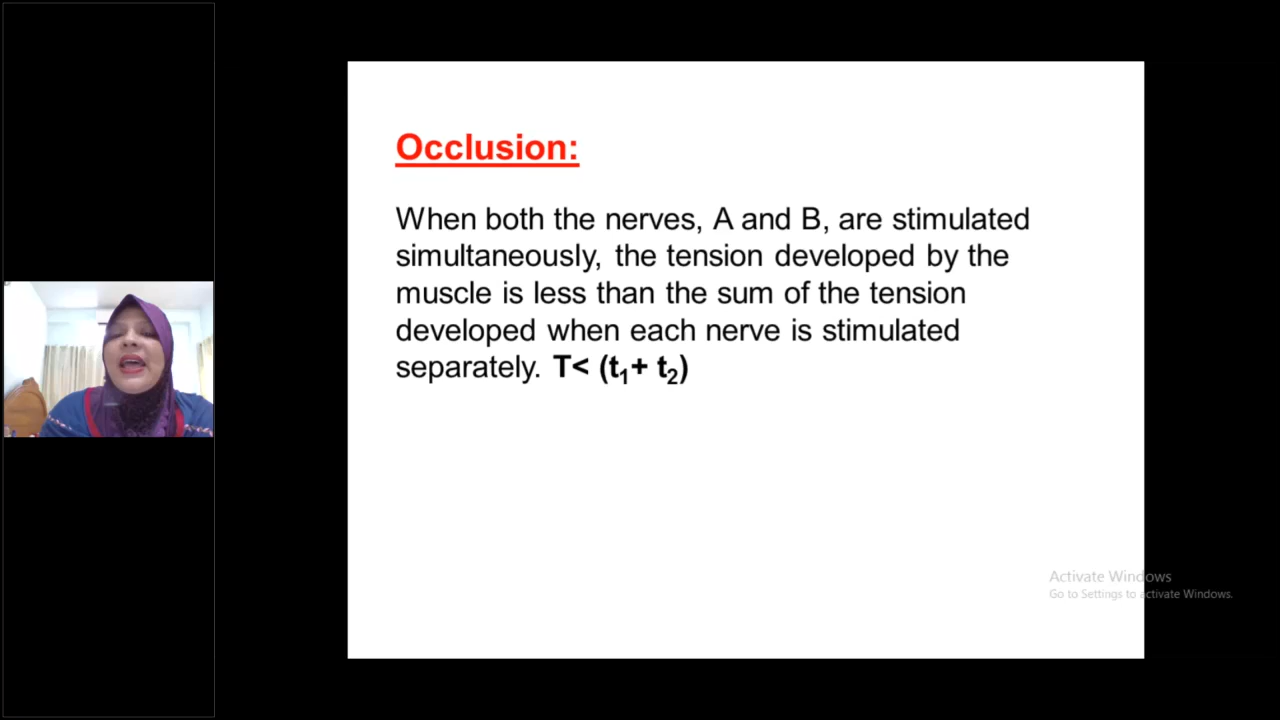 Occlusion:
When both the nerves, A and B, are stimulated
simultaneously, the tension developed by the
muscle is less than the sum of the tension
developed when each nerve is stimulated
separately. T< (t₁+ t₂)
Activate Windows
Go to Settings to activate Windows.